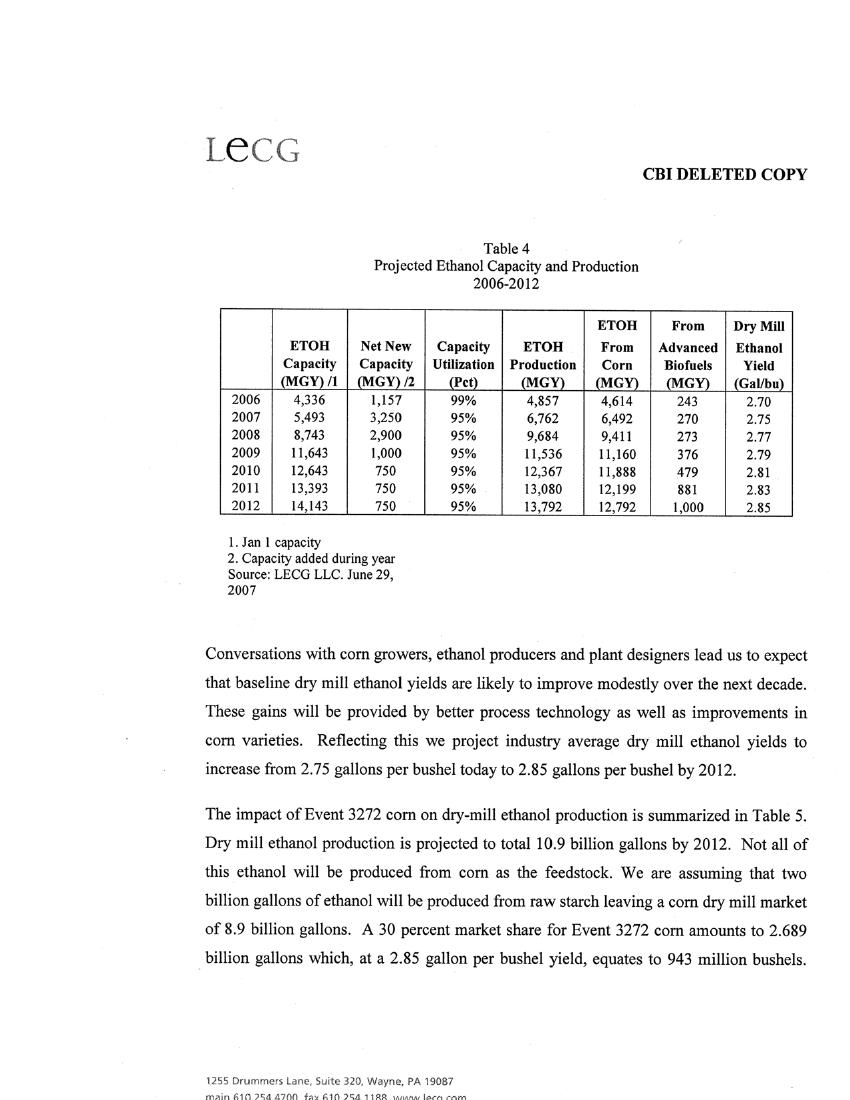 LECG
CBI DELETED COPY
Table 4
Projected Ethanol Capacity and Production
2006-2012
ETOH From Dry Mill
ETOH Net New Capacity ETOH From Advanced Ethanol
Capacity Capacity Utilization Production Corn Biofuels Yield
(MGY) /1 (MGY) /2 (Pct) (MGY) (MGY) (MGY) (Gal/bu)
2006 4,336 1,157 99% 4,857 4,614 243 2.70
2007 5,493 3,250 95% 6,762 6,492 270 2.75
2008 8,743 2,900 95% 9,684 9,411 273 2.77
2009 11,643 1,000 95% 11,536 11,160 376 2.79
2010 12,643 750 95% 12,367 11,888 479 2.81
2011 13,393 750 95% 13,080 12,199 881 2.83
2012 14,143 750 95% 13,792 12,792 1,000 2.85
1. Jan 1 capacity
2. Capacity added during year
Source: LECG LLC. June 29,
2007
Conversations with corn growers, ethanol producers and plant designers lead us to expect
that baseline dry mill ethanol yields are likely to improve modestly over the next decade.
These gains will be provided by better process technology as well as improvements in
corn varieties. Reflecting this we project industry average dry mill ethanol yields to
increase from 2.75 gallons per bushel today to 2.85 gallons per bushel by 2012.
The impact of Event 3272 corn on dry-mill ethanol production is summarized in Table 5.
Dry mill ethanol production is projected to total 10.9 billion gallons by 2012. Not all of
this ethanol will be produced from corn as the feedstock. We are assuming that two
billion gallons of ethanol will be produced from raw starch leaving a corn dry mill market
of 8.9 billion gallons. A 30 percent market share for Event 3272 corn amounts to 2.689
billion gallons which, at a 2.85 gallon per bushel yield, equates to 943 million bushels.
1255 Drummers Lane, Suite 320, Wayne, PA 19087
main 610.254.4700 fax 610.254.1188 www.lecg.com